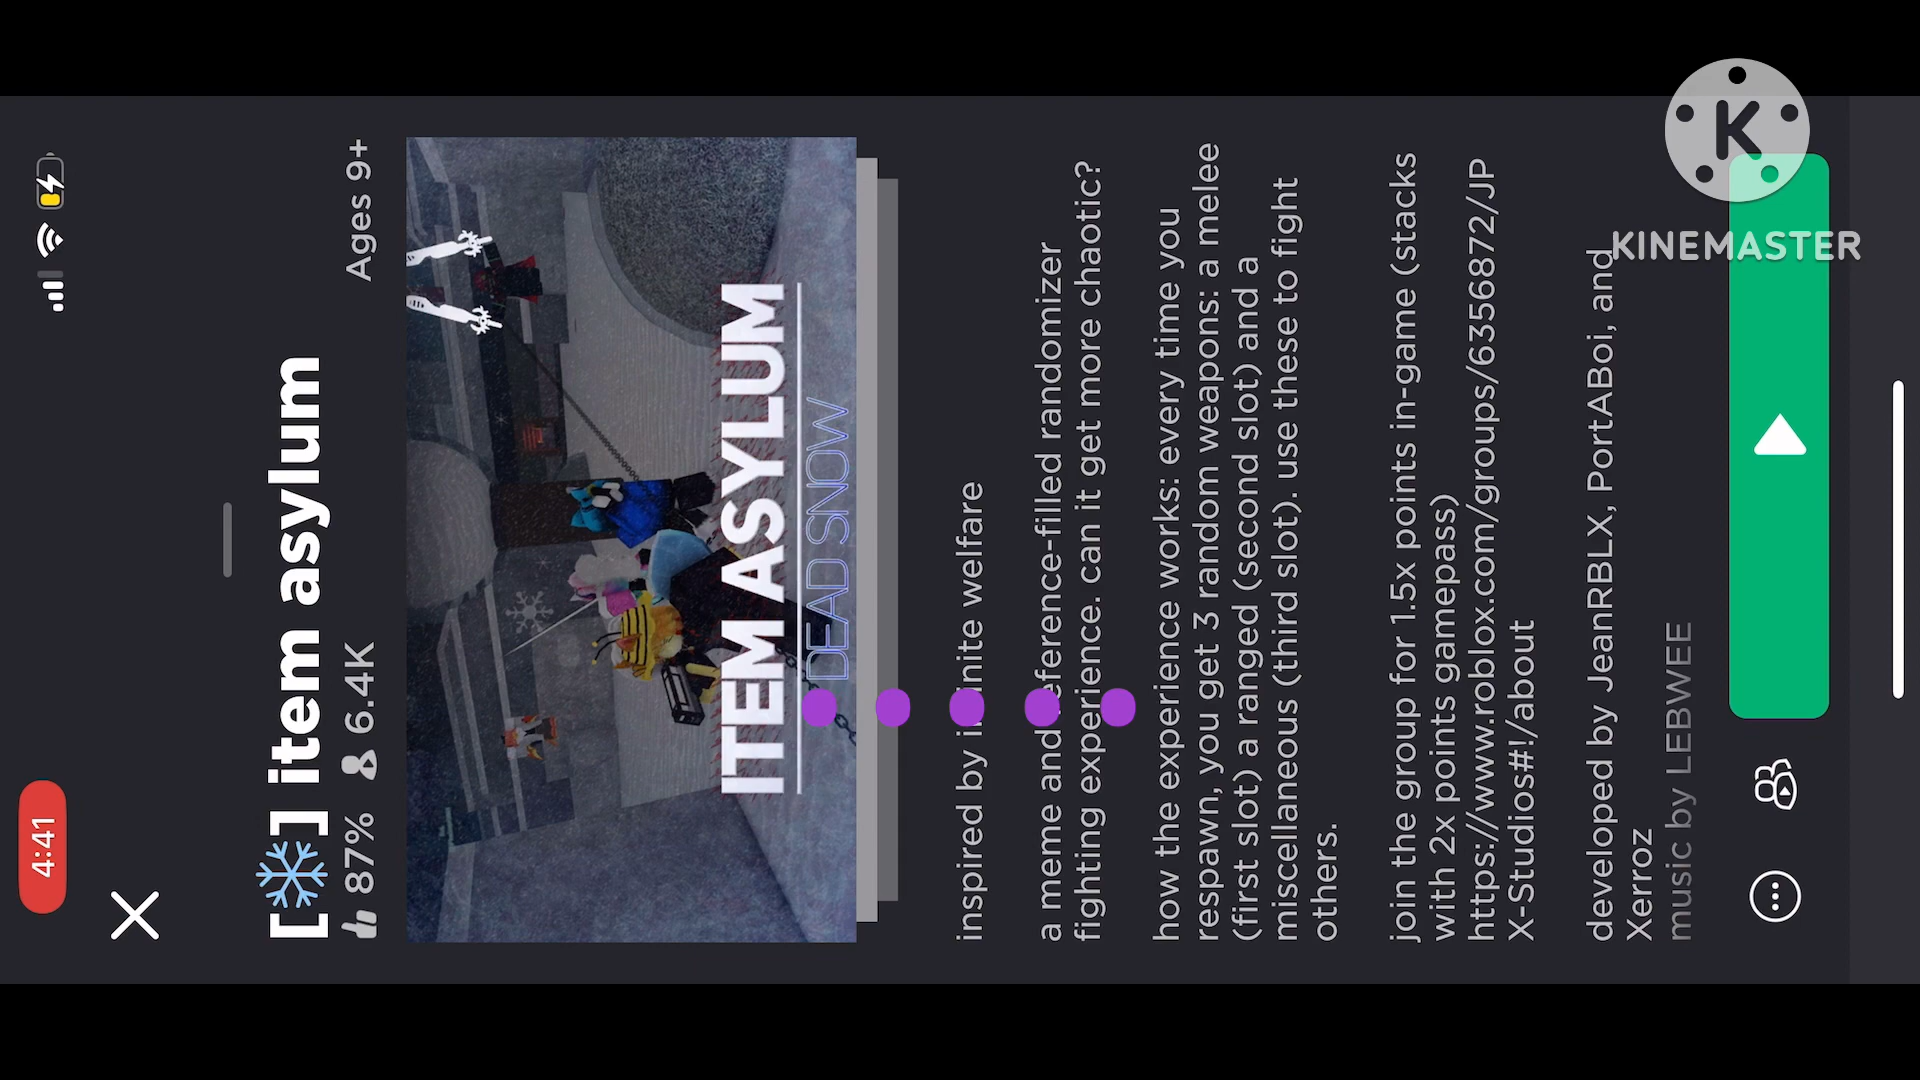 4:41
[❄️] item asylum
87% 6.4K Ages 9+
ITEM ASYLUM
DEAD SNOW
inspired by infinite welfare
a meme and reference-filled randomizer
fighting experience. can it get more chaotic?
how the experience works: every time you
respawn, you get 3 random weapons: a melee
(first slot) a ranged (second slot) and a
miscellaneous (third slot). use these to fight
others.
join the group for 1.5x points in-game (stacks
with 2x points gamepass)
https://www.roblox.com/groups/6356872/JP
X-Studios#!/about
developed by JeanRBLX, PortABoi, and
Xerroz
music by LEBWEE
K
KINEMASTER